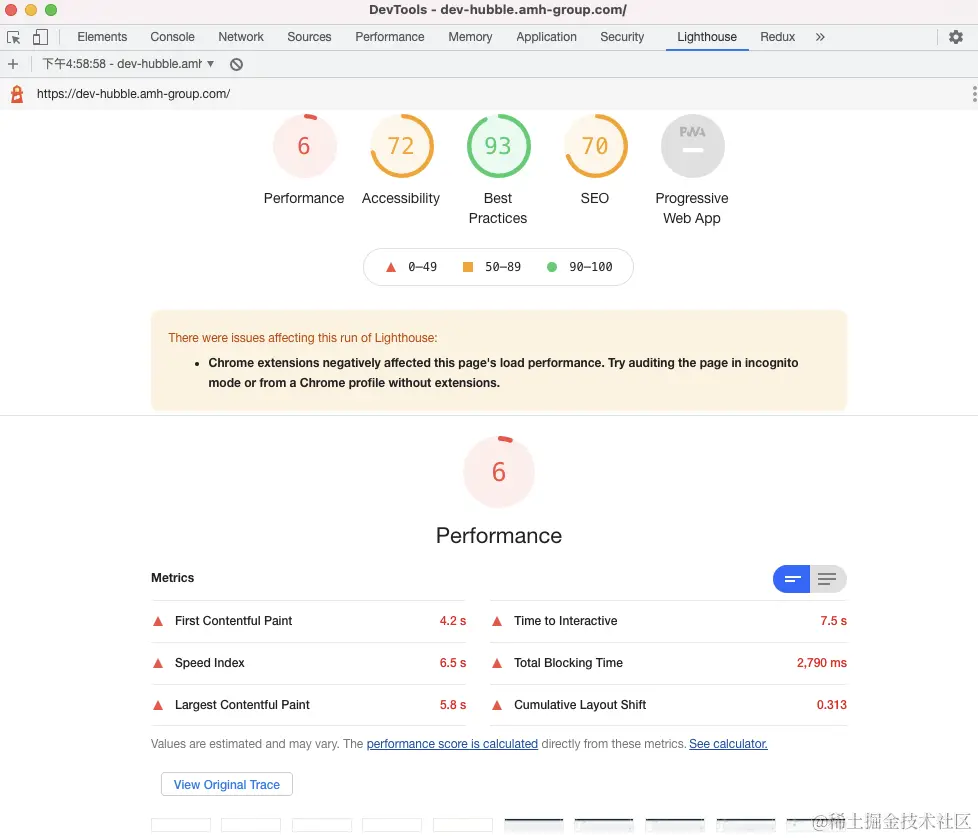 DevTools - dev-hubble.amh-group.com/
Elements Console Network Sources Performance Memory Application Security Lighthouse Redux »
+ 下午4:58:58 - dev-hubble.amh ▼
https://dev-hubble.amh-group.com/
6 72 93 70 PWA
Performance Accessibility Best Practices SEO Progressive Web App
0–49 50–89 90–100
There were issues affecting this run of Lighthouse:
• Chrome extensions negatively affected this page's load performance. Try auditing the page in incognito
mode or from a Chrome profile without extensions.
6
Performance
Metrics
First Contentful Paint 4.2 s
Time to Interactive 7.5 s
Speed Index 6.5 s
Total Blocking Time 2,790 ms
Largest Contentful Paint 5.8 s
Cumulative Layout Shift 0.313
Values are estimated and may vary. The performance score is calculated directly from these metrics. See calculator.
View Original Trace
@稀土掘金技术社区